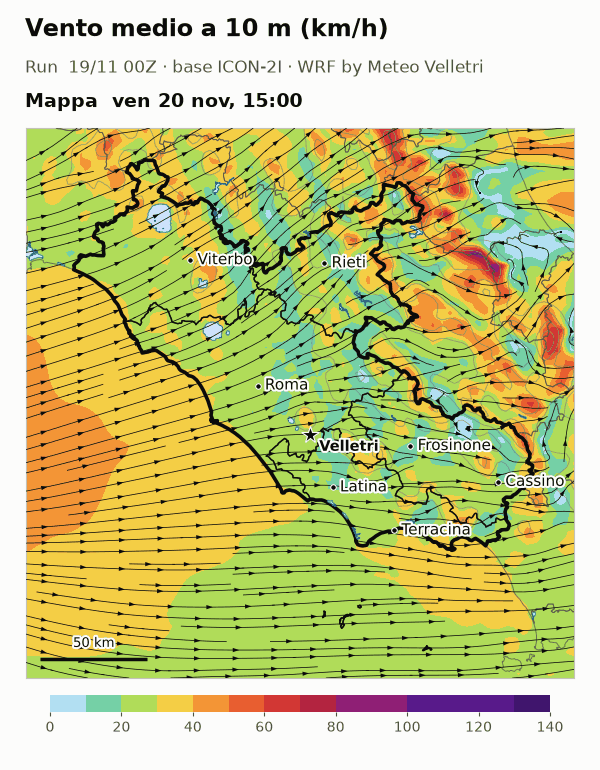 Vento medio a 10 m (km/h)
Run  19/11 00Z · base ICON-2I · WRF by Meteo Velletri
Mappa  ven 20 nov, 15:00
Viterbo
Rieti
Roma
Velletri
Frosinone
Cassino
Latina
Terracina
50 km
0 20 40 60 80 100 120 140